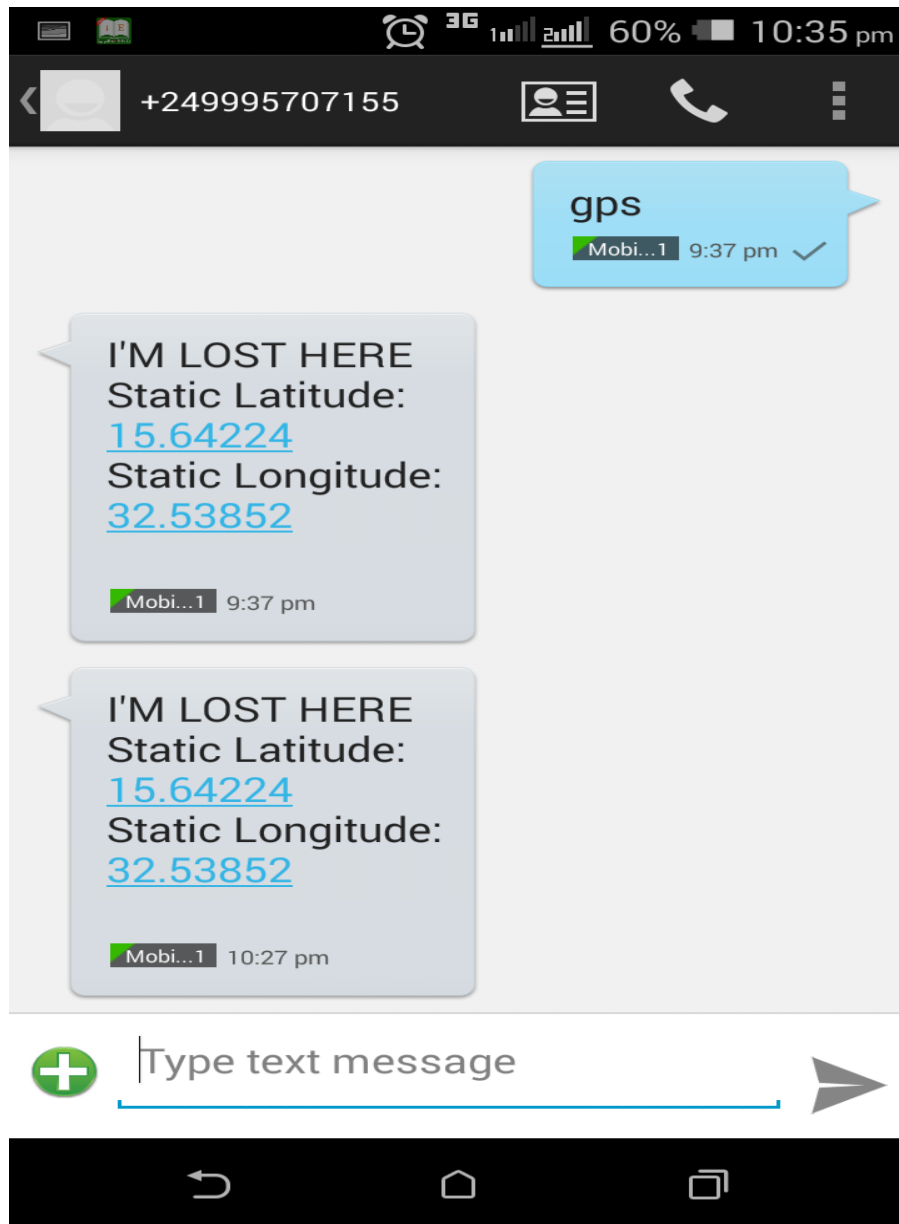 3G 1 2 60% 10:35 pm
+249995707155
gps
Mobi...1 9:37 pm
I'M LOST HERE
Static Latitude:
15.64224
Static Longitude:
32.53852
Mobi...1 9:37 pm
I'M LOST HERE
Static Latitude:
15.64224
Static Longitude:
32.53852
Mobi...1 10:27 pm
Type text message